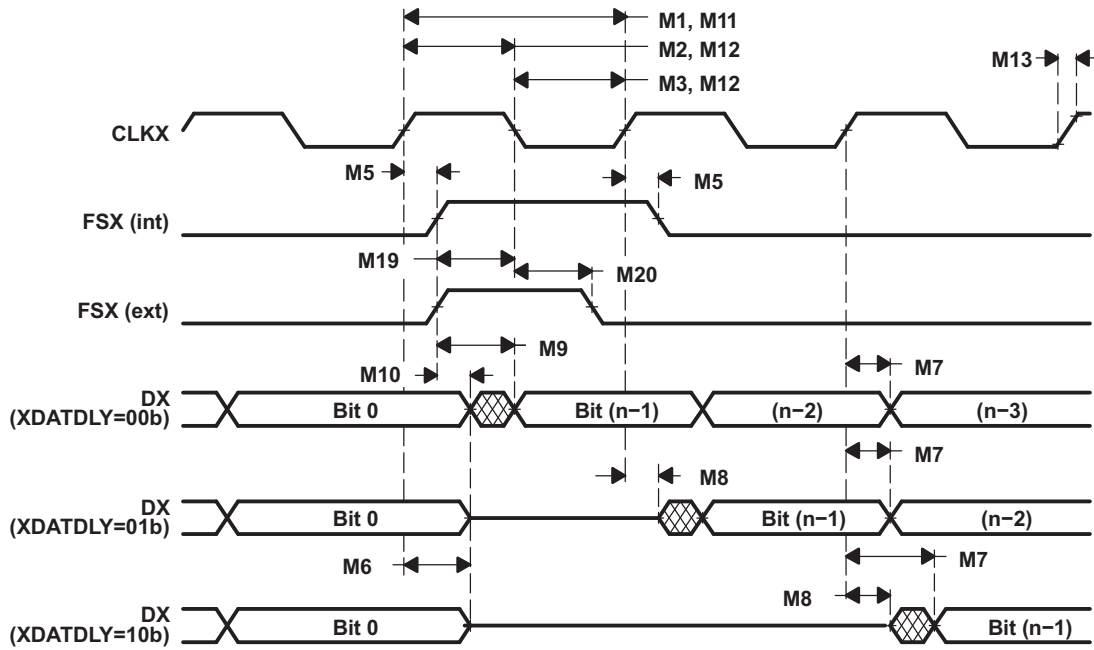 M1, M11
M2, M12
M13
M3, M12
CLKX
M5
M5
FSX (int)
M19
M20
FSX (ext)
M9
M10
M7
DX
(XDATDLY=00b)
Bit 0
Bit (n−1)
(n−2)
(n−3)
M7
M8
DX
(XDATDLY=01b)
Bit 0
Bit (n−1)
(n−2)
M6
M7
M8
DX
(XDATDLY=10b)
Bit 0
Bit (n−1)